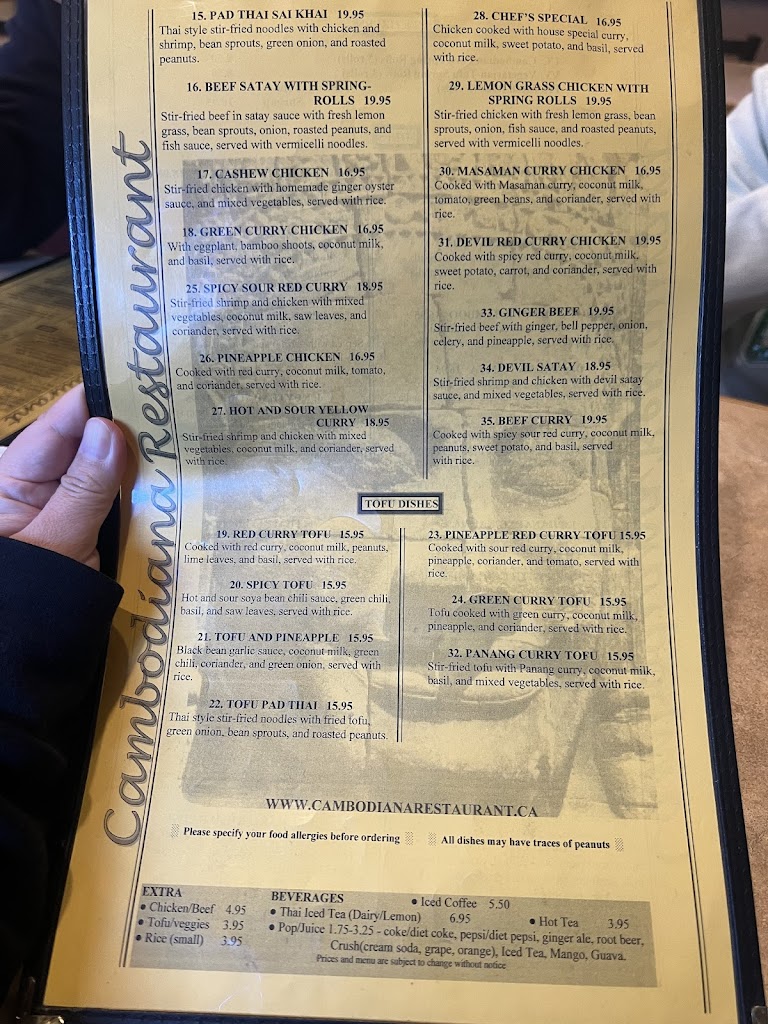 Cambodiana Restaurant
15. PAD THAI SAI KHAI 19.95
Thai style stir-fried noodles with chicken and
shrimp, bean sprouts, green onion, and roasted
peanuts.
16. BEEF SATAY WITH SPRING-
ROLLS 19.95
Stir-fried beef in satay sauce with fresh lemon
grass, bean sprouts, onion, roasted peanuts, and
fish sauce, served with vermicelli noodles.
17. CASHEW CHICKEN 16.95
Stir-fried chicken with homemade ginger oyster
sauce, and mixed vegetables, served with rice.
18. GREEN CURRY CHICKEN 16.95
With eggplant, bamboo shoots, coconut milk,
and basil, served with rice.
25. SPICY SOUR RED CURRY 18.95
Stir-fried shrimp and chicken with mixed
vegetables, coconut milk, saw leaves, and
coriander, served with rice.
26. PINEAPPLE CHICKEN 16.95
Cooked with red curry, coconut milk, tomato,
and coriander, served with rice.
27. HOT AND SOUR YELLOW
CURRY 18.95
Stir-fried shrimp and chicken with mixed
vegetables, coconut milk, and coriander, served
with rice.
28. CHEF'S SPECIAL 16.95
Chicken cooked with house special curry,
coconut milk, sweet potato, and basil, served
with rice.
29. LEMON GRASS CHICKEN WITH
SPRING ROLLS 19.95
Stir-fried chicken with fresh lemon grass, bean
sprouts, onion, fish sauce, and roasted peanuts,
served with vermicelli noodles.
30. MASAMAN CURRY CHICKEN 16.95
Cooked with Masaman curry, coconut milk,
tomato, green beans, and coriander, served with
rice.
31. DEVIL RED CURRY CHICKEN 19.95
Cooked with spicy red curry, coconut milk,
sweet potato, carrot, and coriander, served with
rice.
33. GINGER BEEF 19.95
Stir-fried beef with ginger, bell pepper, onion,
celery, and pineapple, served with rice.
34. DEVIL SATAY 18.95
Stir-fried shrimp and chicken with devil satay
sauce, and mixed vegetables, served with rice.
35. BEEF CURRY 19.95
Cooked with spicy sour red curry, coconut milk,
peanuts, sweet potato, and basil, served
with rice.
TOFU DISHES
19. RED CURRY TOFU 15.95
Cooked with red curry, coconut milk, peanuts,
lime leaves, and basil, served with rice.
20. SPICY TOFU 15.95
Hot and sour soya bean chili sauce, green chili,
basil, and saw leaves, served with rice.
21. TOFU AND PINEAPPLE 15.95
Black bean garlic sauce, coconut milk, green
chili, coriander, and green onion, served with
rice.
22. TOFU PAD THAI 15.95
Thai style stir-fried noodles with fried tofu,
green onion, bean sprouts, and roasted peanuts.
23. PINEAPPLE RED CURRY TOFU 15.95
Cooked with sour red curry, coconut milk,
pineapple, coriander, and tomato, served with
rice.
24. GREEN CURRY TOFU 15.95
Tofu cooked with green curry, coconut milk,
pineapple, and coriander, served with rice.
32. PANANG CURRY TOFU 15.95
Stir-fried tofu with Panang curry, coconut milk,
basil, and mixed vegetables, served with rice.
WWW.CAMBODIANARESTAURANT.CA
Please specify your food allergies before ordering
All dishes may have traces of peanuts
EXTRA
• Chicken/Beef 4.95
• Tofu/veggies 3.95
• Rice (small) 3.95
BEVERAGES
• Iced Coffee 5.50
• Thai Iced Tea (Dairy/Lemon) 6.95
• Hot Tea 3.95
• Pop/Juice 1.75-3.25 - coke/diet coke, pepsi/diet pepsi, ginger ale, root beer,
Crush(cream soda, grape, orange), Iced Tea, Mango, Guava.
Prices and menu are subject to change without notice